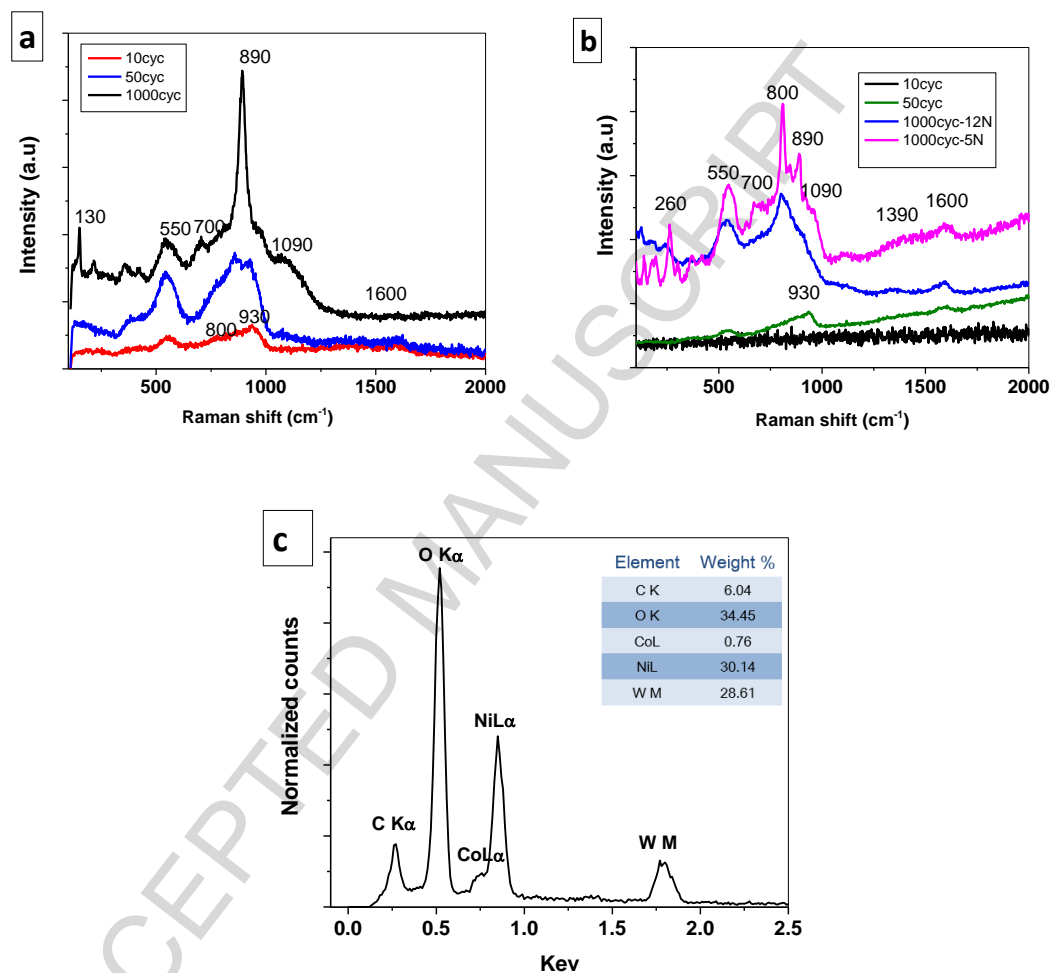 a
10cyc
50cyc
1000cyc
890
130
550
700
1090
1600
800
930
Intensity (a.u)
500 1000 1500 2000
Raman shift (cm-1)
b
10cyc
50cyc
1000cyc-12N
1000cyc-5N
800
890
550
700
1090
260
1390
1600
930
Intensity (a.u)
500 1000 1500 2000
Raman shift (cm-1)
c
O Kα
C Kα
CoLα
NiLα
W M
Element Weight %
C K 6.04
O K 34.45
CoL 0.76
NiL 30.14
W M 28.61
Normalized counts
0.0 0.5 1.0 1.5 2.0 2.5
Kev
CEPTED MANUSCRIPT